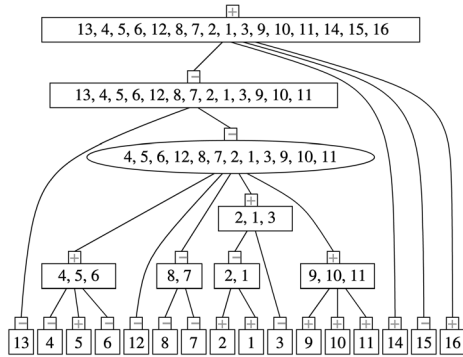 +
13, 4, 5, 6, 12, 8, 7, 2, 1, 3, 9, 10, 11, 14, 15, 16
−
13, 4, 5, 6, 12, 8, 7, 2, 1, 3, 9, 10, 11
−
4, 5, 6, 12, 8, 7, 2, 1, 3, 9, 10, 11
+
2, 1, 3
+ − − +
4, 5, 6 8, 7 2, 1 9, 10, 11
− − + − − − − + + − + + + + − +
13 4 5 6 12 8 7 2 1 3 9 10 11 14 15 16